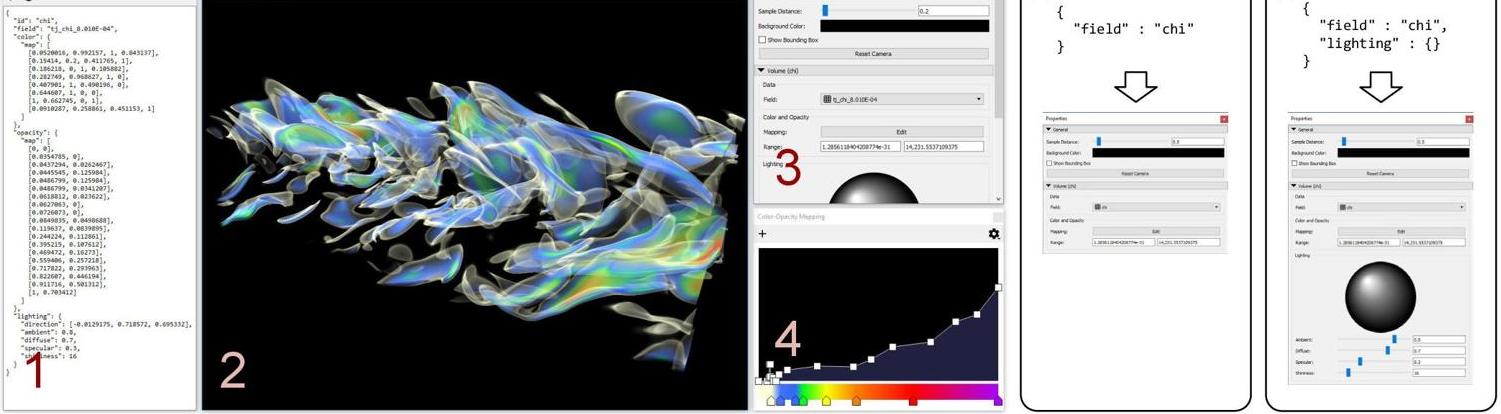 {
"id": "chi",
"field": "tj_chi_8.010E-04",
"color": {
"map": [
[0.0520016, 0.992157, 1, 0.843137],
[0.15414, 0.2, 0.411765, 1],
[0.186218, 0, 1, 0.105882],
[0.282749, 0.968627, 1, 0],
[0.407901, 1, 0.490196, 0],
[0.644607, 1, 0, 0],
[1, 0.662745, 0, 1],
[0.0910287, 0.258861, 0.451153, 1]
]
},
"opacity": {
"map": [
[0, 0],
[0.0354785, 0],
[0.0437294, 0.0262467],
[0.0445545, 0.125984],
[0.0486799, 0.125984],
[0.0486799, 0.0341207],
[0.0618812, 0.023622],
[0.0627063, 0],
[0.0726073, 0],
[0.0849835, 0.0498688],
[0.119637, 0.0839895],
[0.244224, 0.112861],
[0.395215, 0.107612],
[0.469472, 0.16273],
[0.559406, 0.257218],
[0.717822, 0.293963],
[0.822607, 0.446194],
[0.911716, 0.501312],
[1, 0.703412]
]
},
"lighting": {
"direction": [-0.0129175, 0.718572, 0.695332],
"ambient": 0.8,
"diffuse": 0.7,
"specular": 0.3,
"shininess": 16
}
}
1
2
Sample Distance:
0.2
Background Color:
Show Bounding Box
Reset Camera
Volume (chi)
Data
Field:
tj_chi_8.010E-04
Color and Opacity
Mapping:
Edit
Range:
1.2856118404208774e-31
14,231.5537109375
Lighting
3
Color-Opacity Mapping
+
4
{
"field" : "chi"
}
Properties
General
Sample Distance:
0.5
Background Color:
Show Bounding Box
Reset Camera
Volume (chi)
Data
Field:
chi
Color and Opacity
Mapping:
Edit
Range:
1.2856118404208774e-31
14,231.5537109375
{
"field" : "chi",
"lighting" : {}
}
Properties
General
Sample Distance:
0.5
Background Color:
Show Bounding Box
Reset Camera
Volume (chi)
Data
Field:
chi
Color and Opacity
Mapping:
Edit
Range:
1.2856118404208774e-31
14,231.5537109375
Lighting
Ambient:
Diffuse:
0.7
Specular:
Shininess:
16